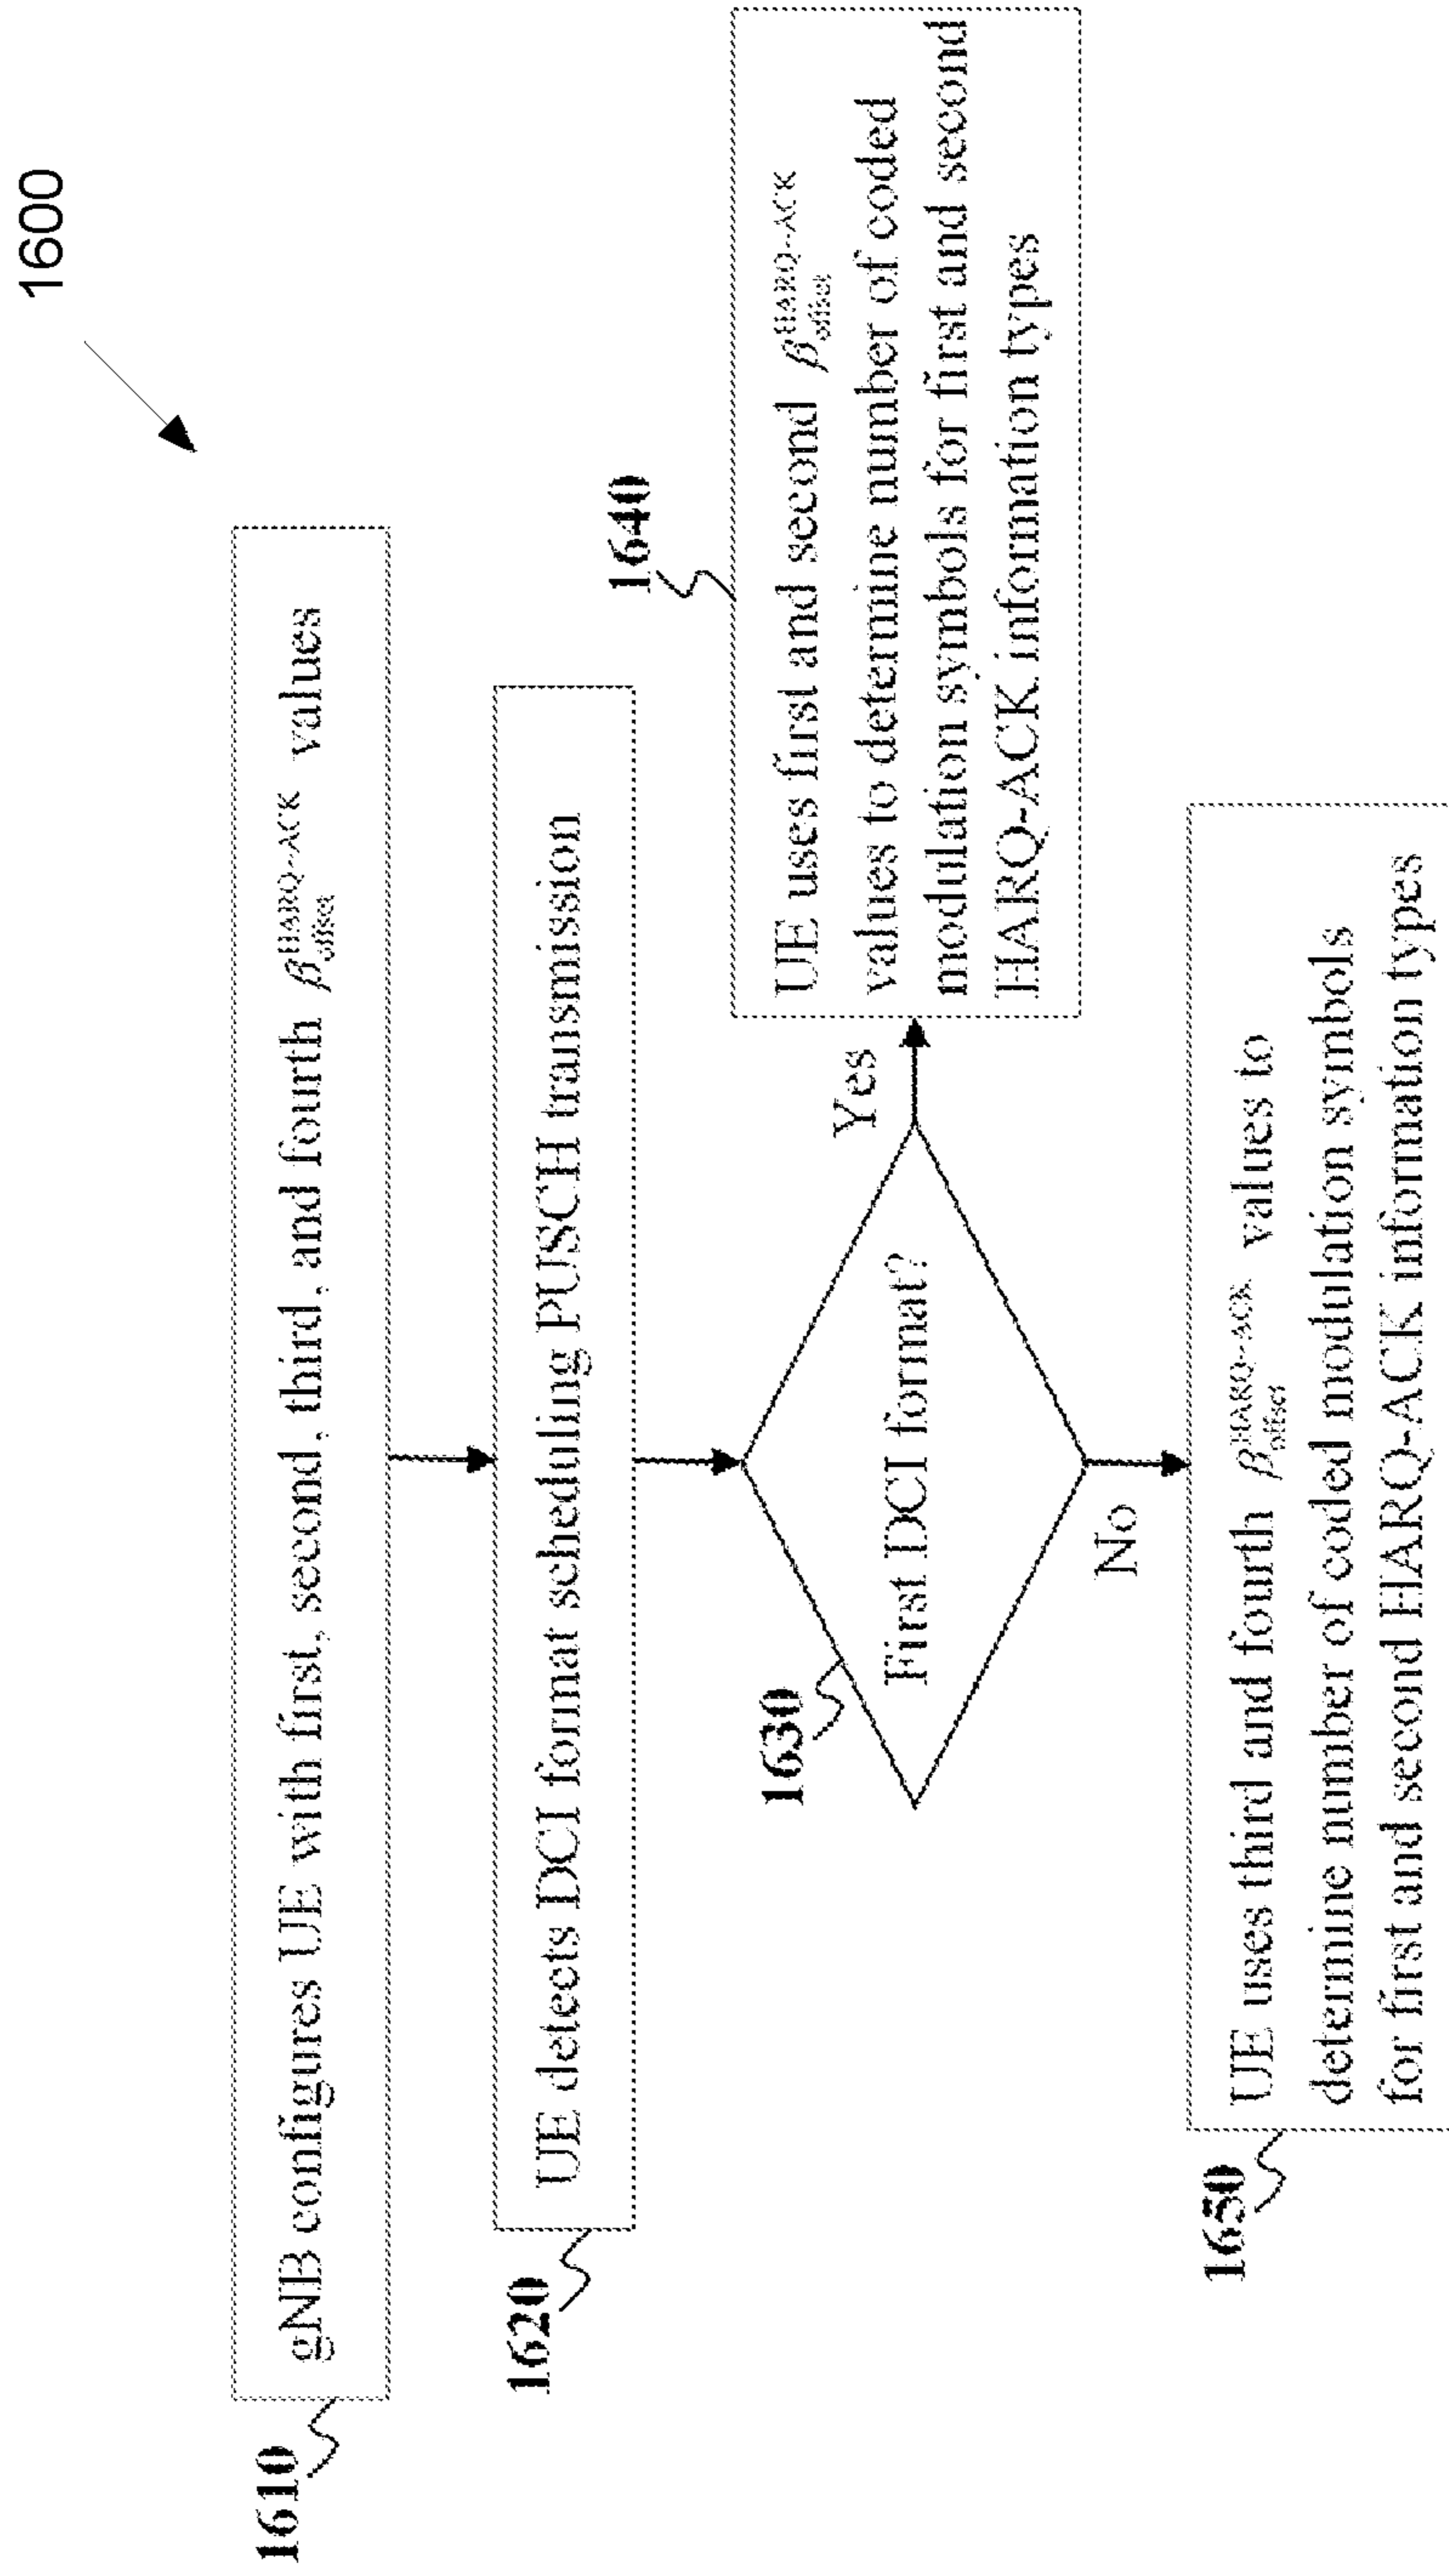 1600
1610
gNB configures UE with first, second, third, and fourth β_offset^HARQ-ACK values
1620
UE detects DCI format scheduling PUSCH transmission
1630
First DCI format?
Yes
1640
UE uses first and second β_offset^HARQ-ACK
values to determine number of coded
modulation symbols for first and second
HARQ-ACK information types
No
1650
UE uses third and fourth β_offset^HARQ-ACK values to
determine number of coded modulation symbols
for first and second HARQ-ACK information types